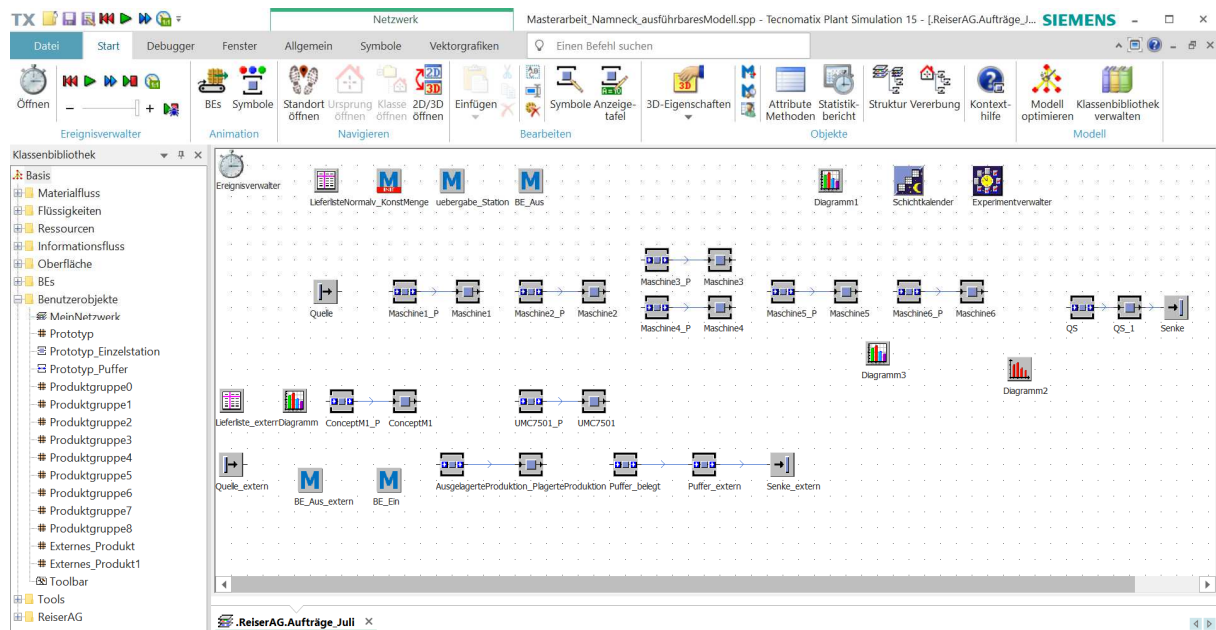 TX Netzwerk Masterarbeit_Namneck_ausführbaresModell.spp - Tecnomatix Plant Simulation 15 - [.ReiserAG.Aufträge_J... SIEMENS
Datei Start Debugger Fenster Allgemein Symbole Vektorgrafiken Einen Befehl suchen
Öffnen BEs Symbole Standort öffnen Ursprung öffnen Klasse öffnen 2D/3D öffnen Einfügen Symbole Anzeige-tafel 3D-Eigenschaften Attribute Methoden Statistik-bericht Struktur Vererbung Kontext-hilfe Modell optimieren Klassenbibliothek verwalten
Ereignisverwalter Animation Navigieren Bearbeiten Objekte Modell
Klassenbibliothek
Basis
Materialfluss
Flüssigkeiten
Ressourcen
Informationsfluss
Oberfläche
BEs
Benutzerobjekte
MeinNetzwerk
Prototyp
Prototyp_Einzelstation
Prototyp_Puffer
Produktgruppe0
Produktgruppe1
Produktgruppe2
Produktgruppe3
Produktgruppe4
Produktgruppe5
Produktgruppe6
Produktgruppe7
Produktgruppe8
Externes_Produkt
Externes_Produkt1
Toolbar
Tools
ReiserAG
Ereignisverwalter
LieferlisteNormalv_KonstMenge uebergabe_Station BE_Aus Diagramm1 Schichtkalender Experimentverwalter
Maschine3_P Maschine3
Quelle Maschine1_P Maschine1 Maschine2_P Maschine2 Maschine5_P Maschine5 Maschine6_P Maschine6
Maschine4_P Maschine4 QS QS_1 Senke
Diagramm3
Diagramm2
Lieferliste_externDiagramm ConceptM1_P ConceptM1 UMC7501_P UMC7501
Quelle_extern AusgelagerteProduktion_PlagerteProduktion Puffer_belegt Puffer_extern Senke_extern
BE_Aus_extern BE_Ein
.ReiserAG.Aufträge_Juli